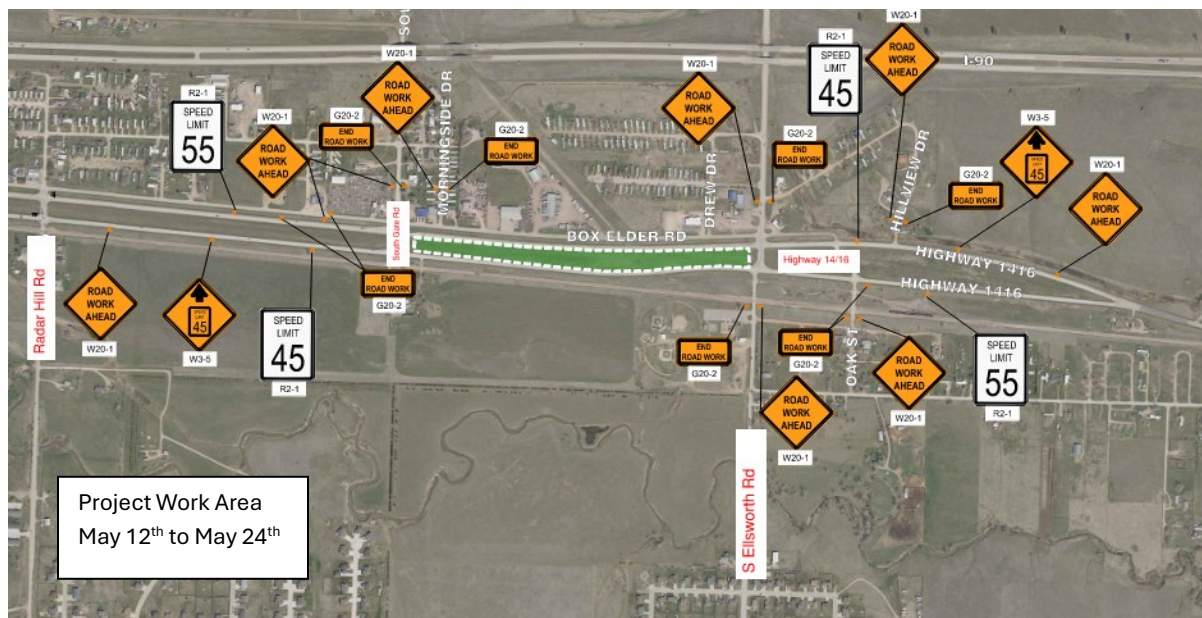 SOU
I-90
W20-1
ROAD
WORK
AHEAD
R2-1
SPEED
LIMIT
45
W20-1
ROAD
WORK
AHEAD
W20-1
ROAD
WORK
AHEAD
R2-1
SPEED
LIMIT
55
W20-1
ROAD
WORK
AHEAD
G20-2
END
ROAD WORK
MORNINGSIDE DR
G20-2
END
ROAD WORK
DREW DR
G20-2
END
ROAD WORK
HILLVIEW DR
G20-2
END
ROAD WORK
W3-5
SPEED
LIMIT
45
W20-1
ROAD
WORK
AHEAD
South Gate Rd
BOX ELDER RD
Highway 14/16
HIGHWAY 1416
HIGHWAY 1416
Radar Hill Rd
ROAD
WORK
AHEAD
W20-1
SPEED
LIMIT
45
W3-5
SPEED
LIMIT
45
R2-1
END
ROAD WORK
G20-2
END
ROAD WORK
G20-2
ROAD
WORK
AHEAD
W20-1
END
ROAD WORK
G20-2
OAK ST
ROAD
WORK
AHEAD
W20-1
SPEED
LIMIT
55
R2-1
S Ellsworth Rd
Project Work Area
May 12th to May 24th